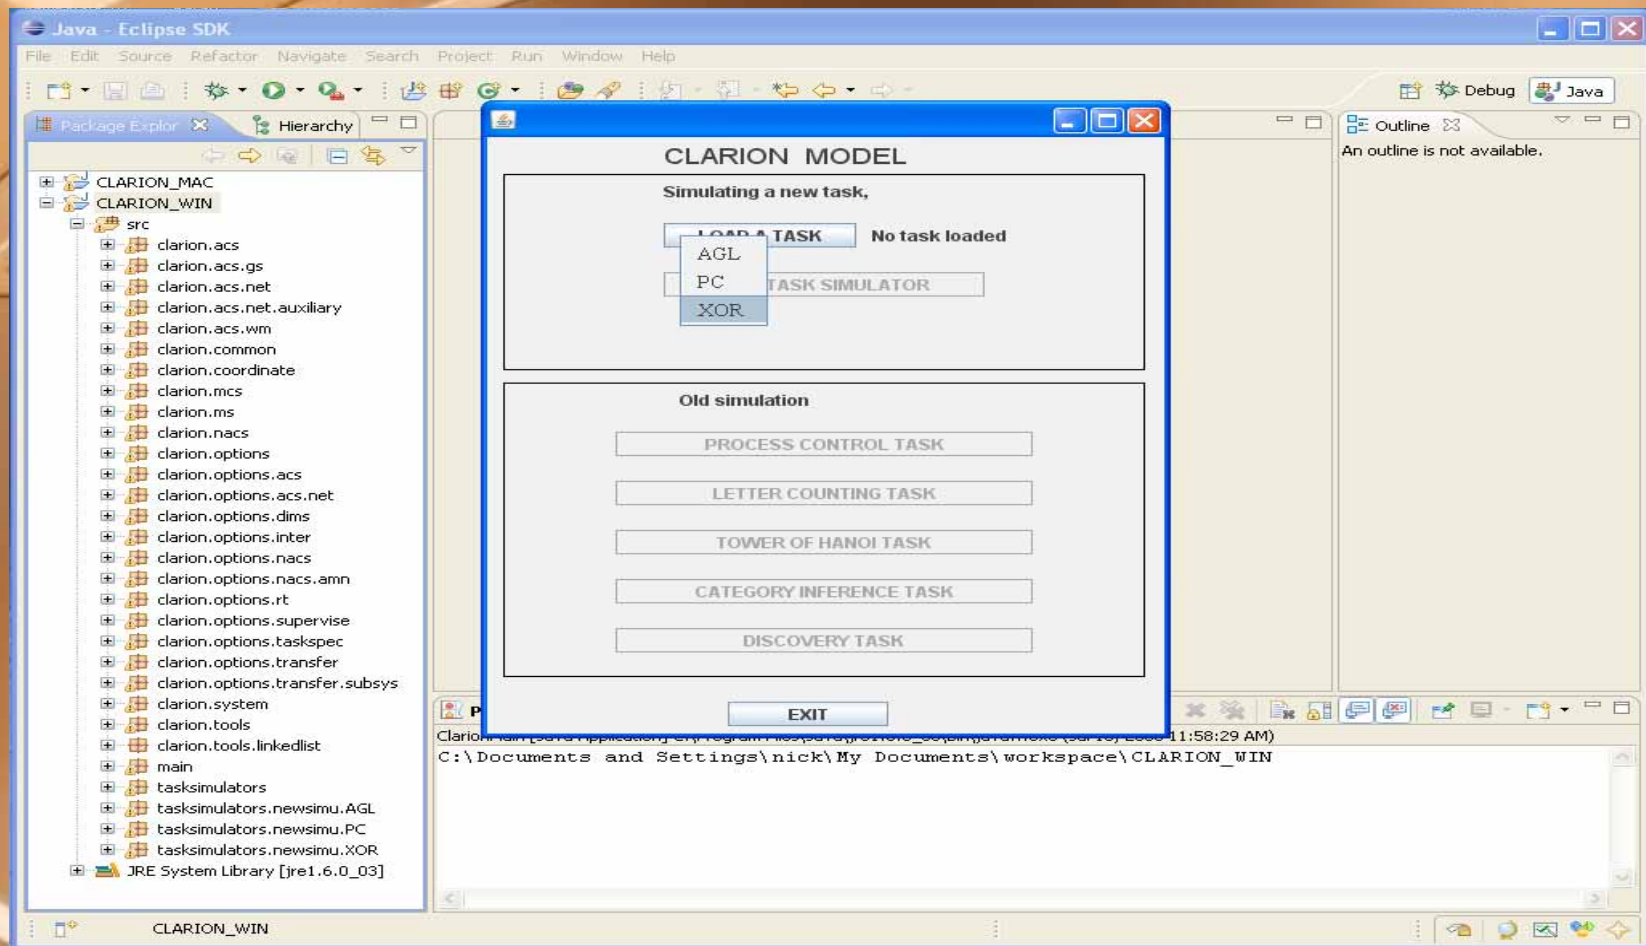 Java - Eclipse SDK
File Edit Source Refactor Navigate Search Project Run Window Help
Debug Java
Package Explor Hierarchy
CLARION_MAC
CLARION_WIN
src
clarion.acs
clarion.acs.gs
clarion.acs.net
clarion.acs.net.auxiliary
clarion.acs.wm
clarion.common
clarion.coordinate
clarion.mcs
clarion.ms
clarion.nacs
clarion.options
clarion.options.acs
clarion.options.acs.net
clarion.options.dims
clarion.options.inter
clarion.options.nacs
clarion.options.nacs.amn
clarion.options.rt
clarion.options.supervise
clarion.options.taskspec
clarion.options.transfer
clarion.options.transfer.subsys
clarion.system
clarion.tools
clarion.tools.linkedlist
main
tasksimulators
tasksimulators.newsimu.AGL
tasksimulators.newsimu.PC
tasksimulators.newsimu.XOR
JRE System Library [jre1.6.0_03]
CLARION MODEL
Simulating a new task,
LOAD A TASK No task loaded
AGL
PC
TASK SIMULATOR
XOR
Old simulation
PROCESS CONTROL TASK
LETTER COUNTING TASK
TOWER OF HANOI TASK
CATEGORY INFERENCE TASK
DISCOVERY TASK
EXIT
Outline
An outline is not available.
P
11:58:29 AM)
C:\Documents and Settings\nick\My Documents\workspace\CLARION_WIN
CLARION_WIN